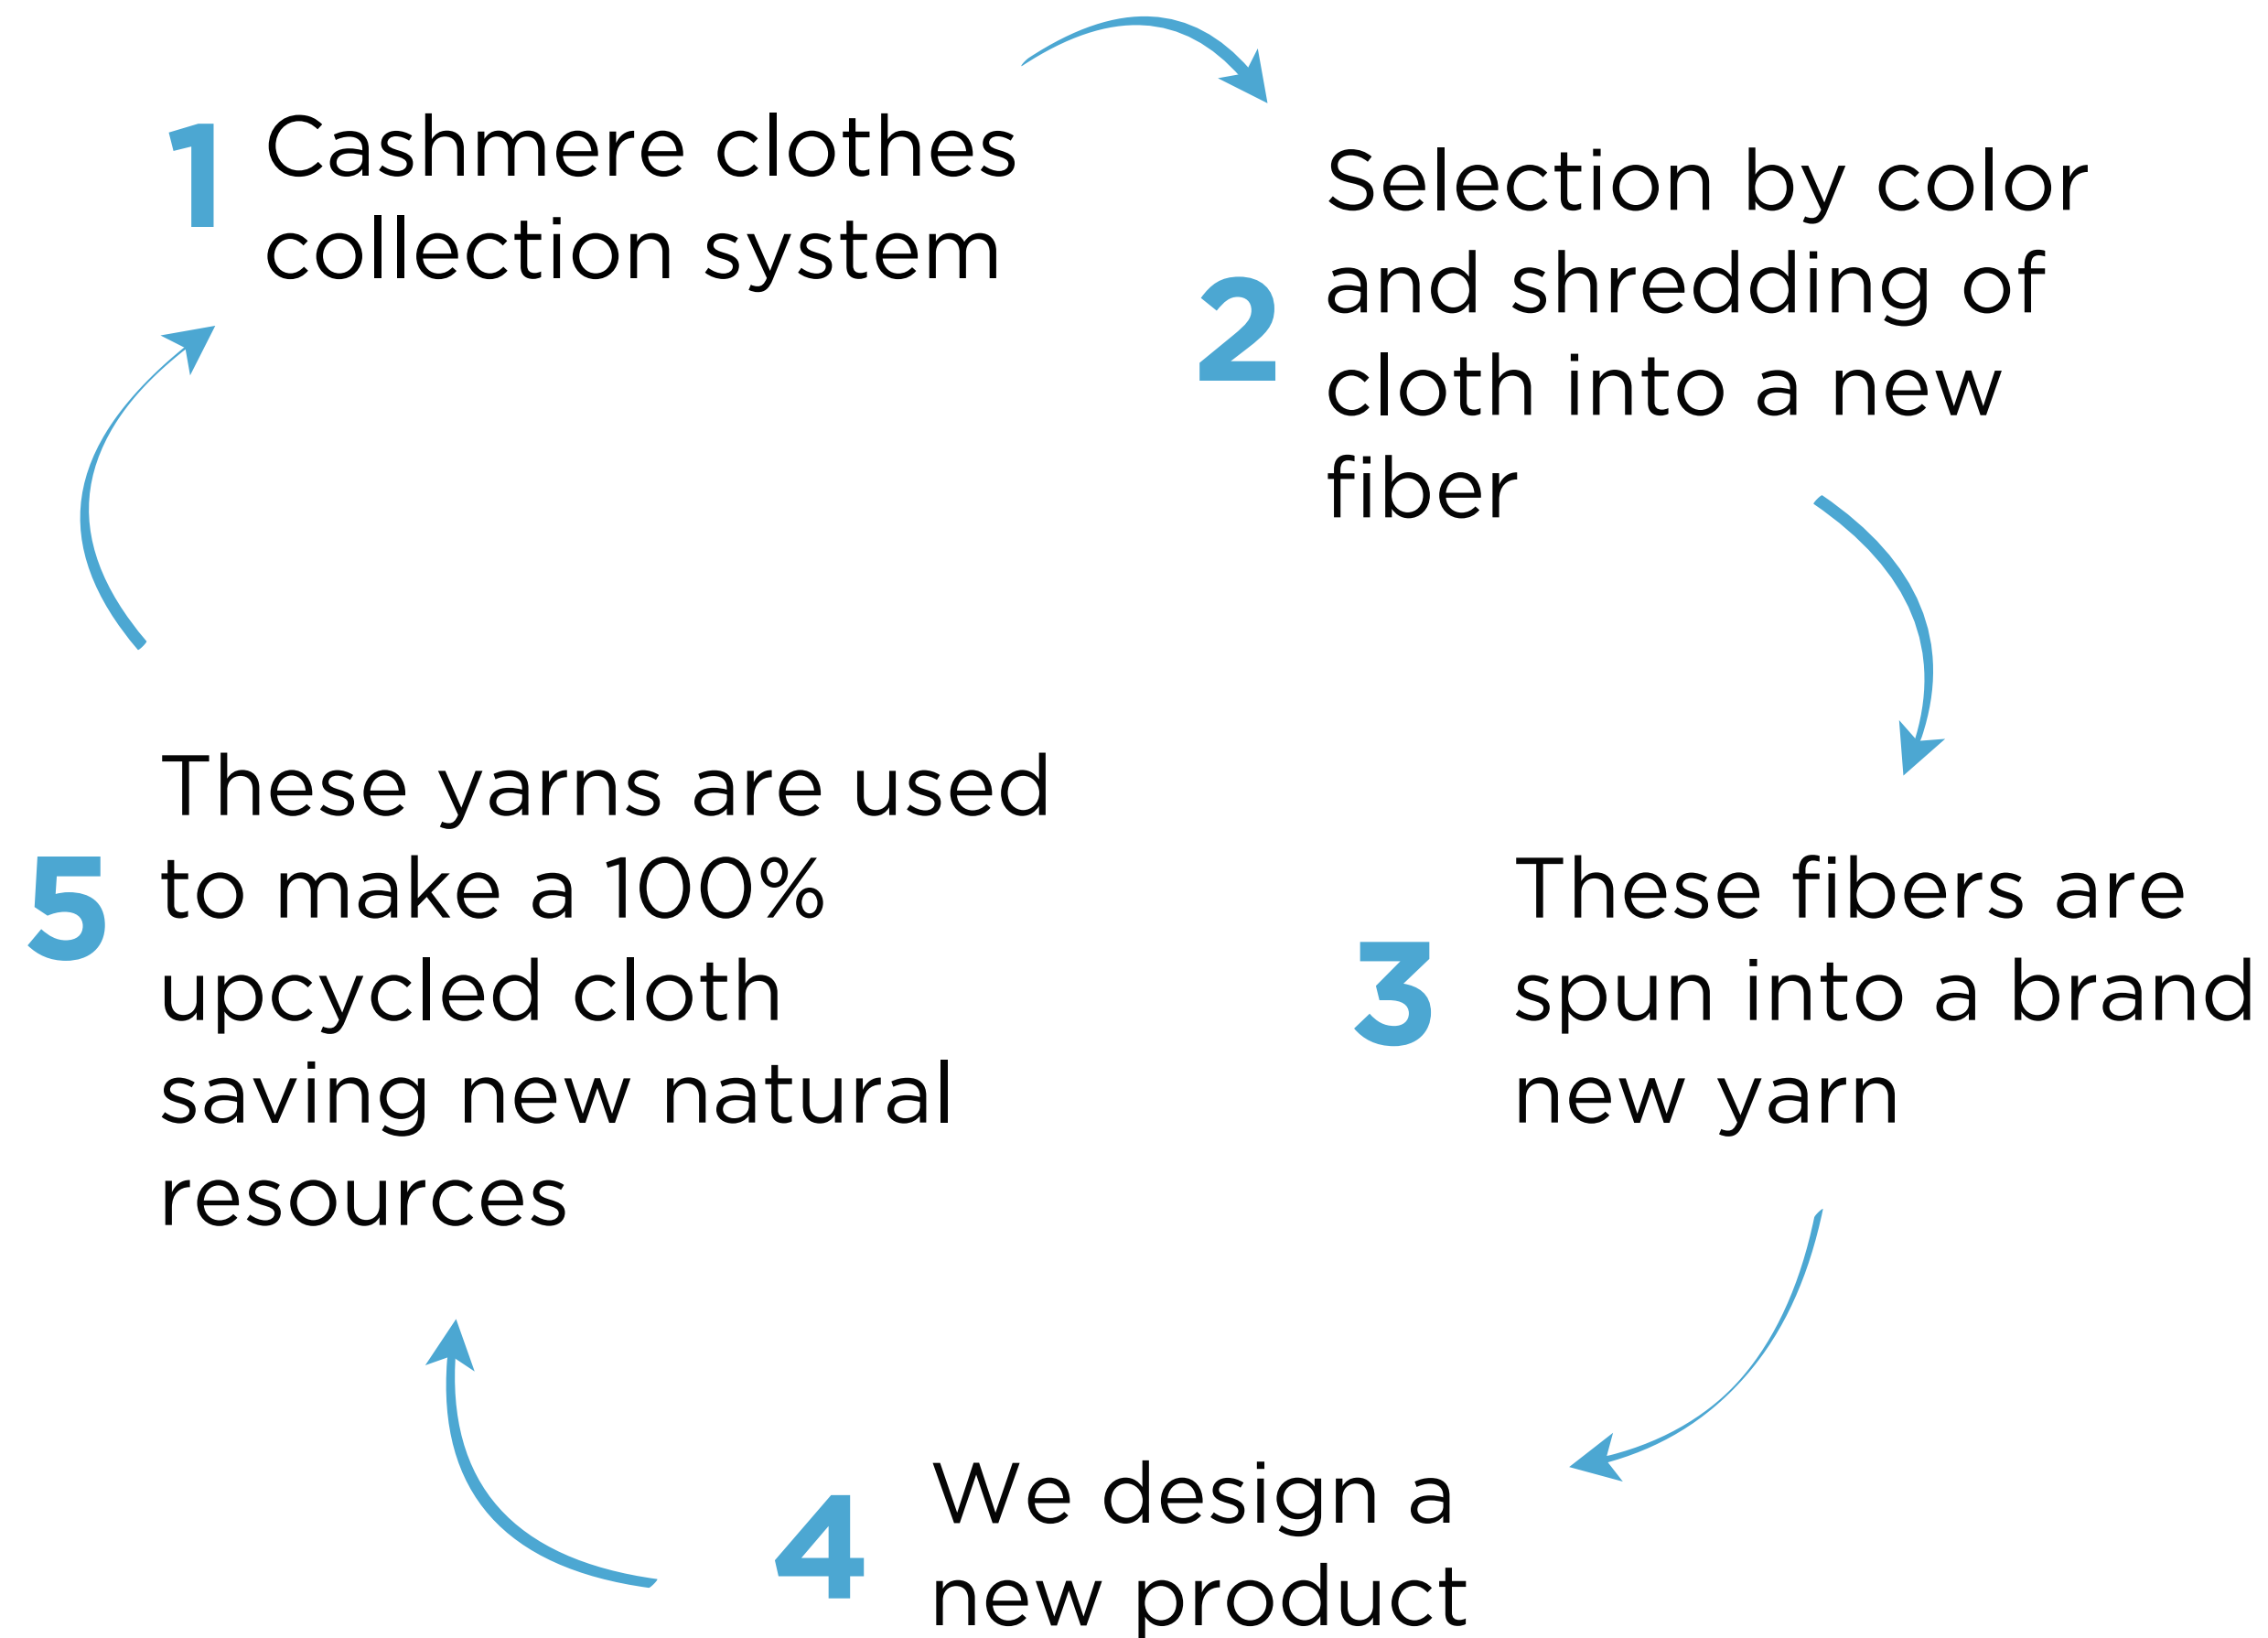 1
Cashmere clothes
collection system
2
Selection by color
and shredding of
cloth into a new
fiber
3
These fibers are
spun into a brand
new yarn
4
We design a
new product
5
These yarns are used
to make a 100%
upcycled cloth
saving new natural
resources